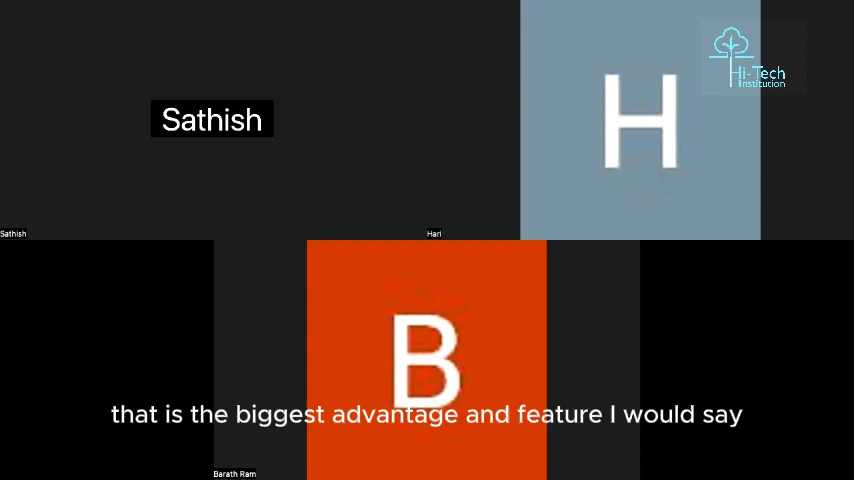 Sathish
H
Hi-Tech
Institution
Sathish
Hari
B
that is the biggest advantage and feature I would say
Barath Ram